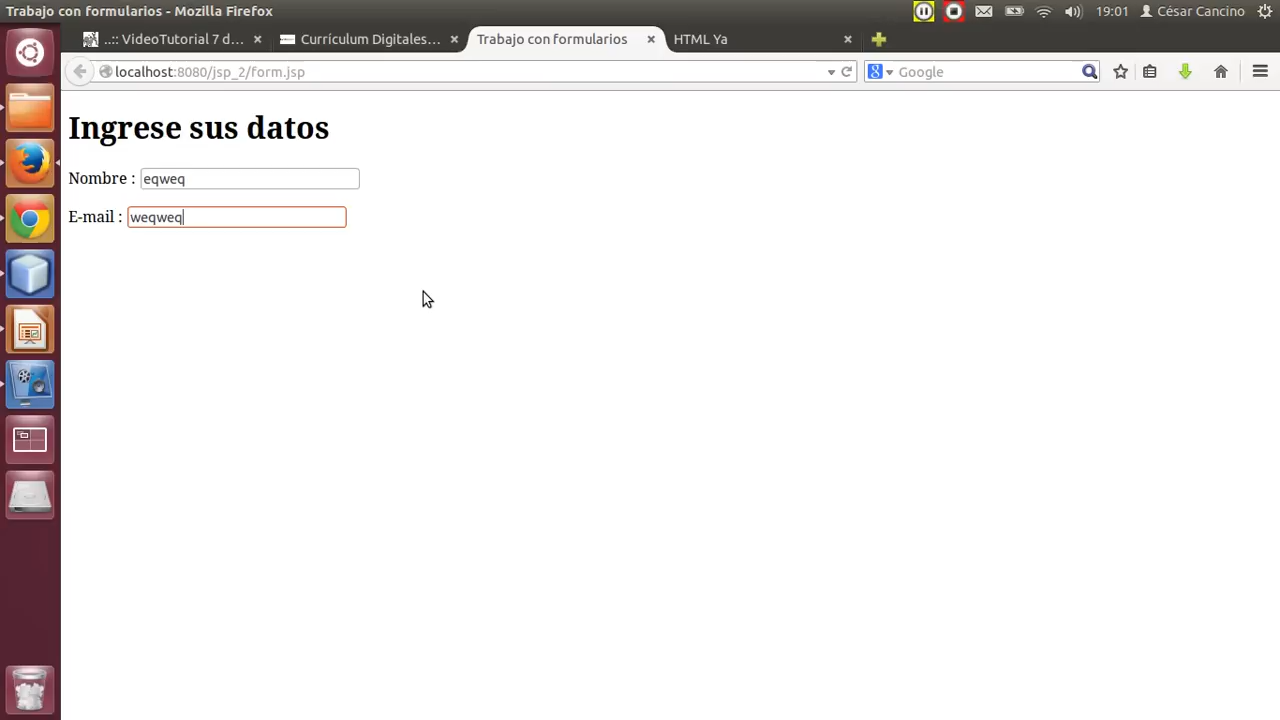 Trabajo con formularios - Mozilla Firefox
19:01 César Cancino
..:: VideoTutorial 7 d...
Currículum Digitales...
Trabajo con formularios
HTML Ya
localhost:8080/jsp_2/form.jsp
8 Google
Ingrese sus datos
Nombre : eqweq
E-mail : weqweq